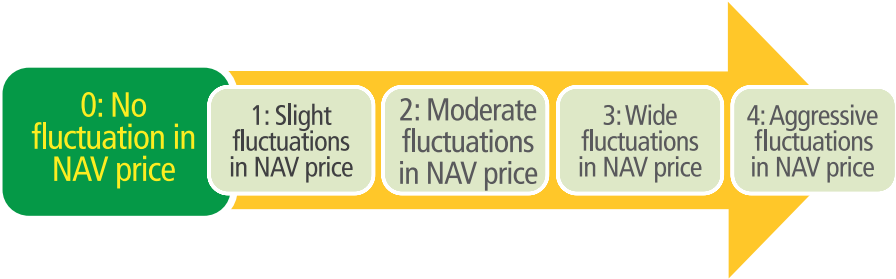 0: No
fluctuation in
NAV price
1: Slight
fluctuations
in NAV price
2: Moderate
fluctuations
in NAV price
3: Wide
fluctuations
in NAV price
4: Aggressive
fluctuations
in NAV price